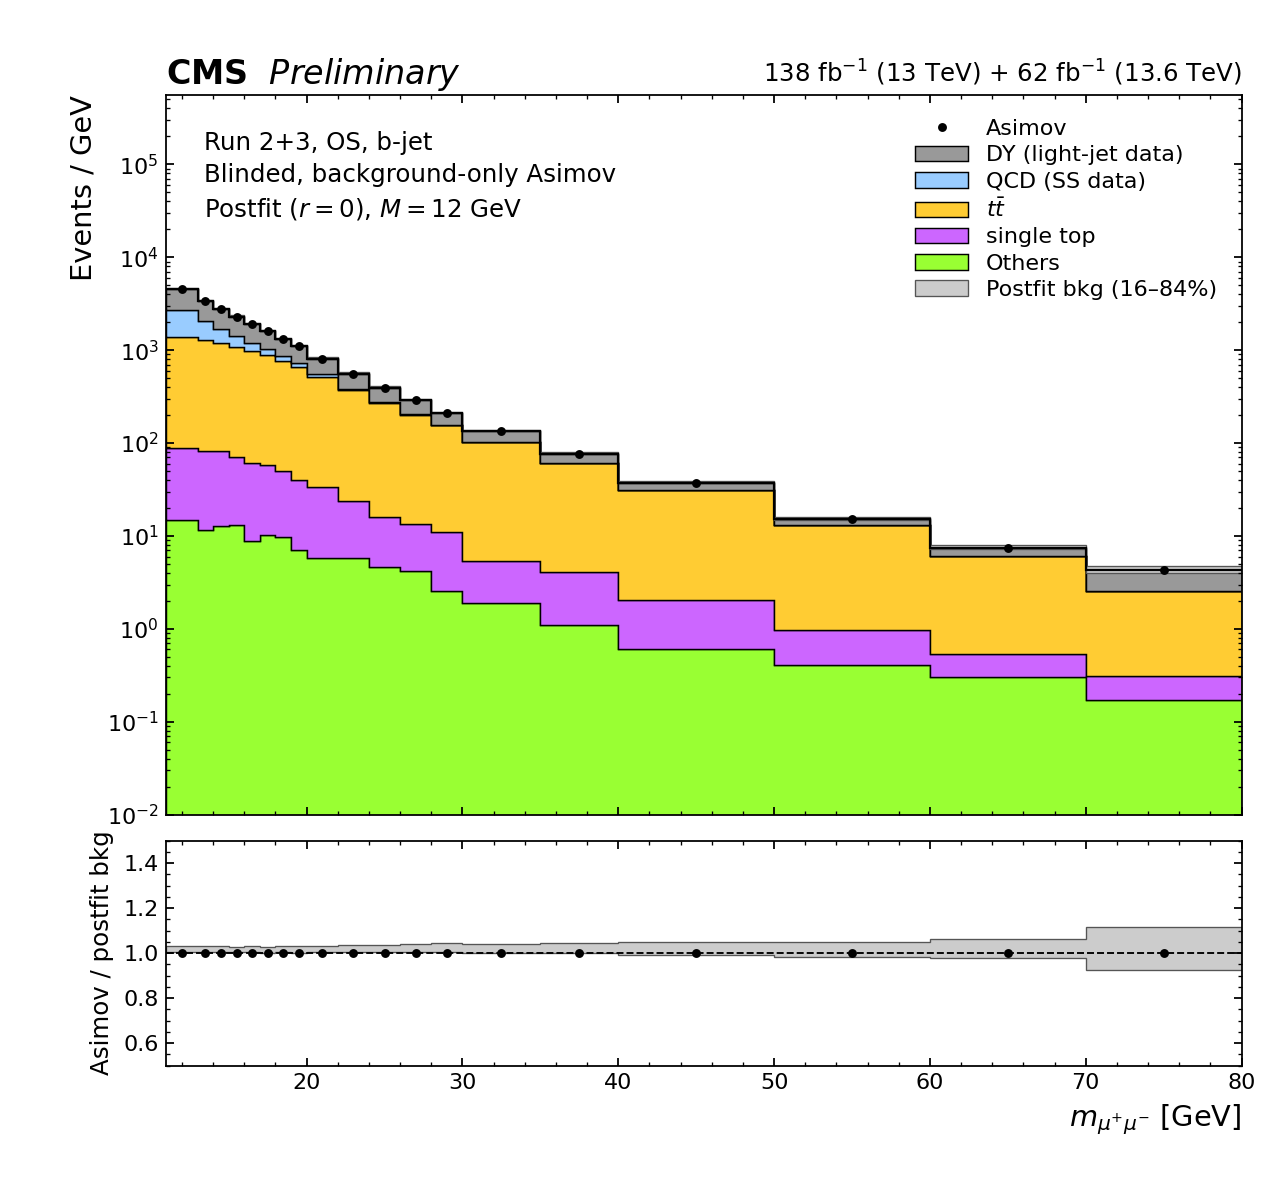 CMS Preliminary
138 fb⁻¹ (13 TeV) + 62 fb⁻¹ (13.6 TeV)
Events / GeV
Run 2+3, OS, b-jet
Blinded, background-only Asimov
Postfit (r = 0), M = 12 GeV
Asimov
DY (light-jet data)
QCD (SS data)
tt̄
single top
Others
Postfit bkg (16–84%)
10⁵
10⁴
10³
10²
10¹
10⁰
10⁻¹
10⁻²
Asimov / postfit bkg
1.4
1.2
1.0
0.8
0.6
20 30 40 50 60 70 80
m_{μ⁺μ⁻} [GeV]